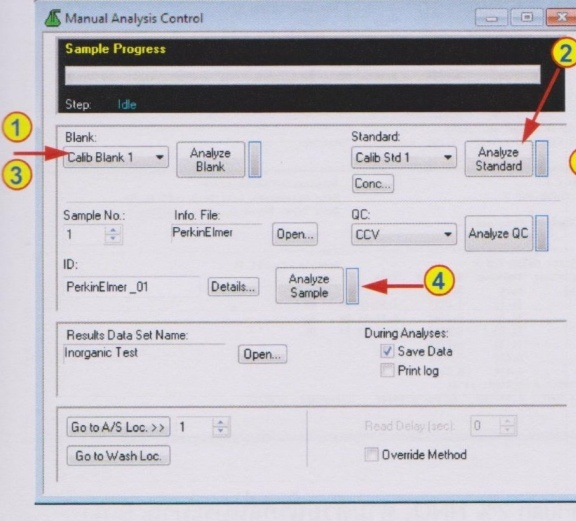 Manual Analysis Control
Sample Progress
2
Step: Idle
1
Blank: Standard:
Calib Blank 1 Analyze Blank Calib Std 1 Analyze Standard
3
Conc...
Sample No.: Info. File: QC:
1 PerkinElmer Open... CCV Analyze QC
ID:
PerkinElmer_01 Details... Analyze Sample 4
Results Data Set Name: During Analyses:
Inorganic Test Open... Save Data
Print log
Go to A/S Loc. >> 1 Read Delay (sec): 0
Go to Wash Loc. Override Method